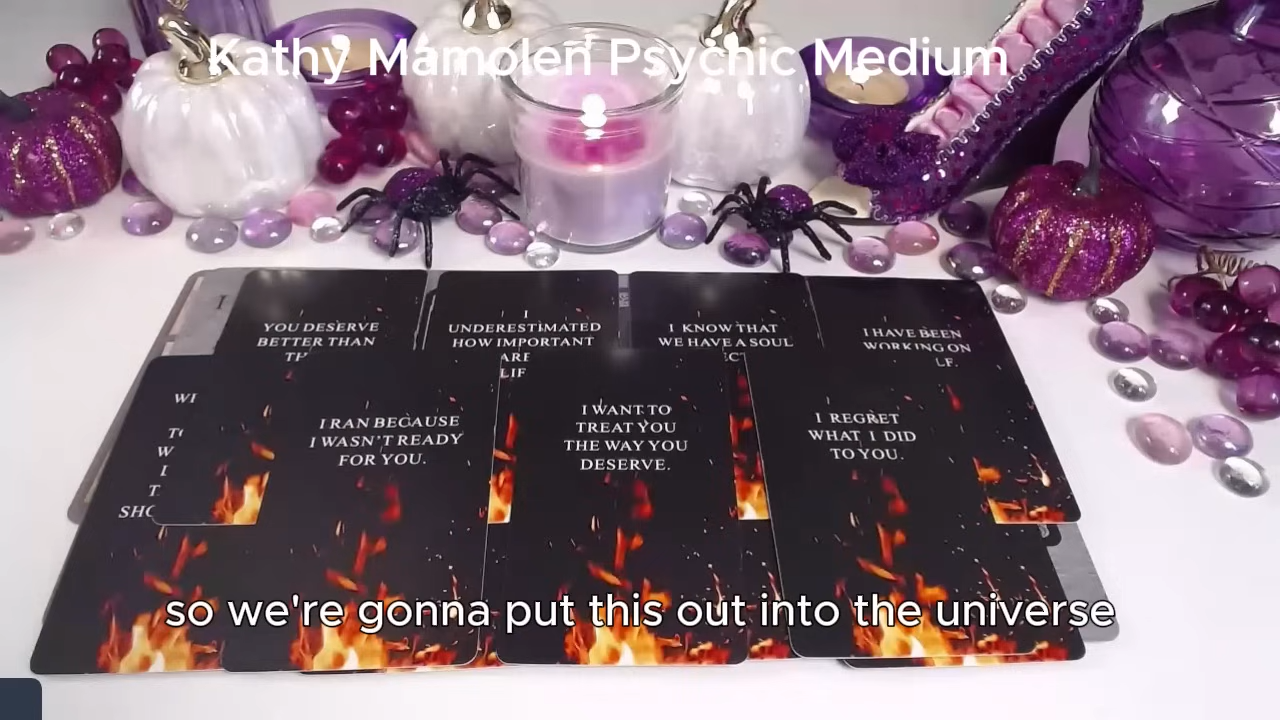 Kathy Mamolen Psychic Medium
YOU DESERVE
BETTER THAN
I
UNDERESTIMATED
HOW IMPORTANT
ARE
I KNOW THAT
WE HAVE A SOUL
I HAVE BEEN
WORKING ON
I RAN BECAUSE
I WASN'T READY
FOR YOU.
I WANT TO
TREAT YOU
THE WAY YOU
DESERVE.
I REGRET
WHAT I DID
TO YOU.
so we're gonna put this out into the universe